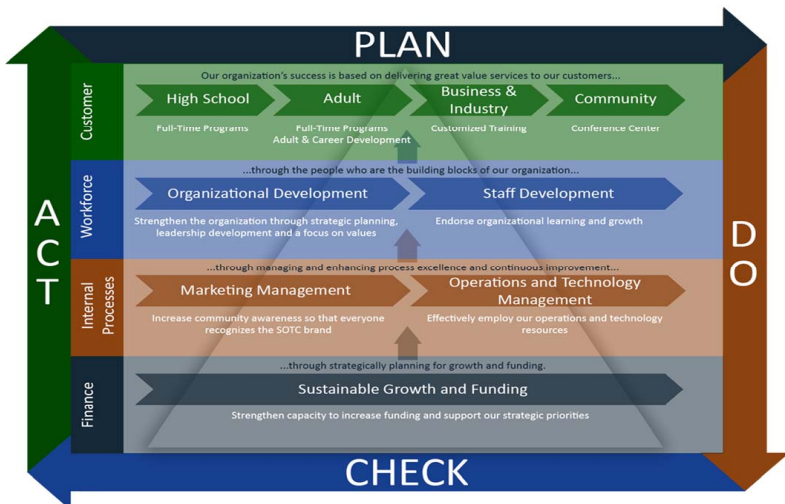 PLAN
Our organization's success is based on delivering great value services to our customers...
Customer
High School
Adult
Business &
Industry
Community
Full-Time Programs
Full-Time Programs
Adult & Career Development
Customized Training
Conference Center
...through the people who are the building blocks of our organization...
Workforce
Organizational Development
Staff Development
Strengthen the organization through strategic planning,
leadership development and a focus on values
Endorse organizational learning and growth
ACT
DO
...through managing and enhancing process excellence and continuous improvement...
Internal
Processes
Marketing Management
Operations and Technology
Management
Increase community awareness so that everyone
recognizes the SOTC brand
Effectively employ our operations and technology
resources
...through strategically planning for growth and funding.
Finance
Sustainable Growth and Funding
Strengthen capacity to increase funding and support our strategic priorities
CHECK